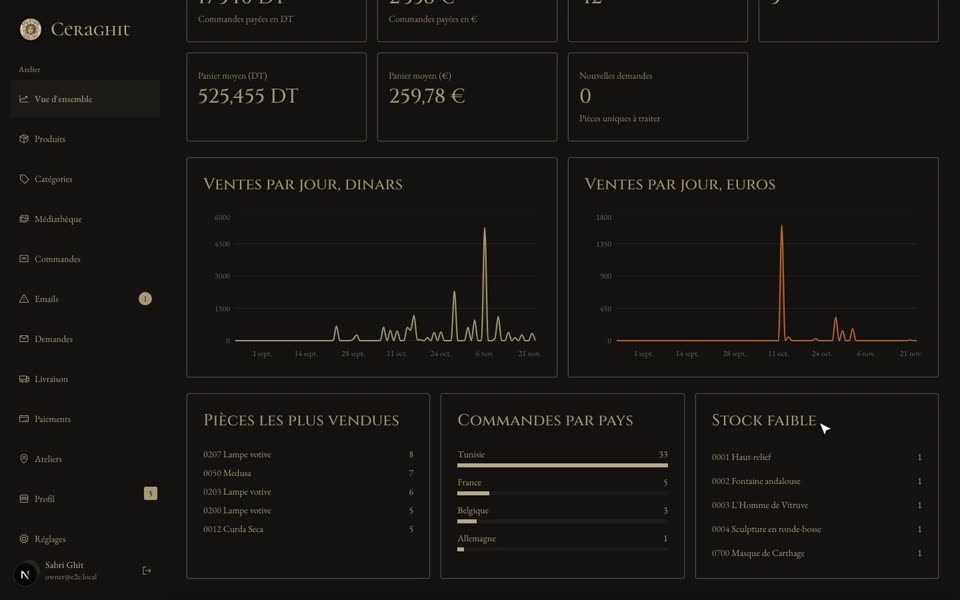 Ceraghit
Atelier
Vue d'ensemble
Produits
Catégories
Médiathèque
Commandes
Emails 1
Demandes
Livraison
Paiements
Ateliers
Profil 5
Réglages
N
Sabri Ghit
owner@e2e.local
Commandes payées en DT
Commandes payées en €
Panier moyen (DT)
525,455 DT
Panier moyen (€)
259,78 €
Nouvelles demandes
0
Pièces uniques à traiter
Ventes par jour, dinars
6000
4500
3000
1500
0
1 sept. 14 sept. 28 sept. 11 oct. 24 oct. 6 nov. 21 nov.
Ventes par jour, euros
1800
1350
900
450
0
1 sept. 14 sept. 28 sept. 11 oct. 24 oct. 6 nov. 21 nov.
Pièces les plus vendues
0207 Lampe votive 8
0050 Medusa 7
0203 Lampe votive 6
0200 Lampe votive 5
0012 Curda Seca 5
Commandes par pays
Tunisie 33
France 5
Belgique 3
Allemagne 1
Stock faible
0001 Haut-relief 1
0002 Fontaine andalouse 1
0003 L'Homme de Vitruve 1
0004 Sculpture en ronde-bosse 1
0700 Masque de Carthage 1